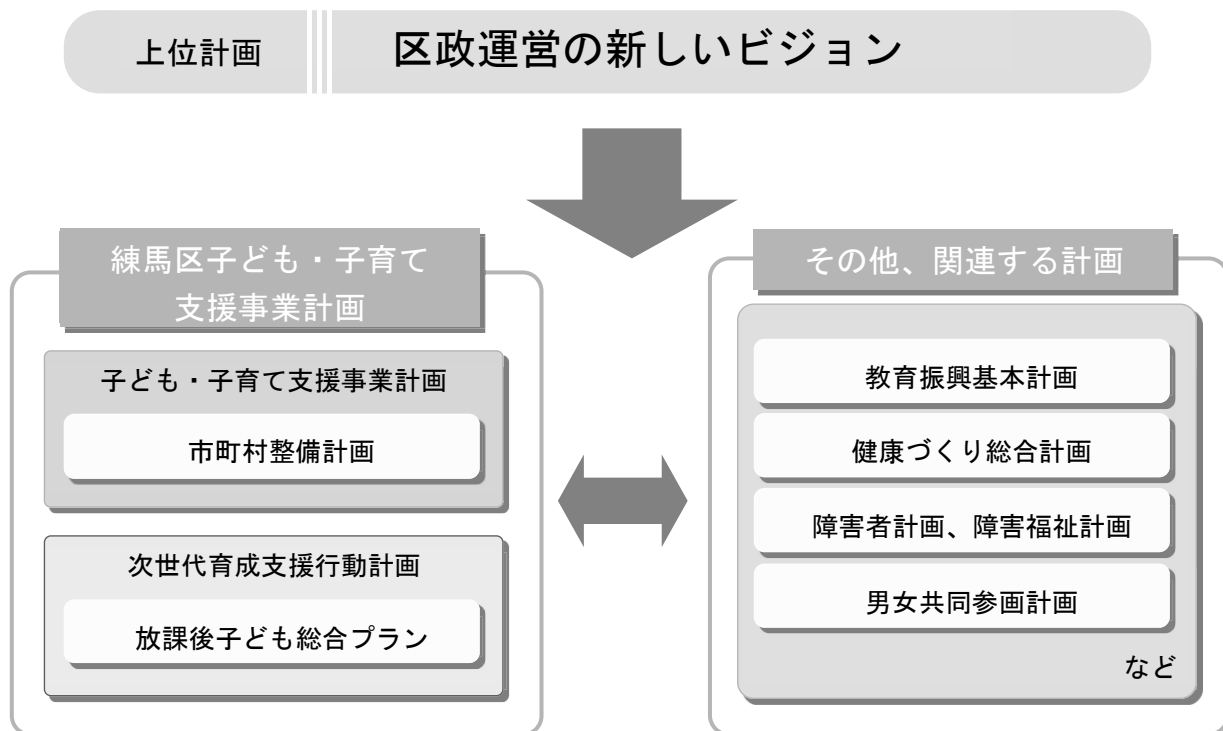 上位計画
区政運営の新しいビジョン
練馬区子ども・子育て
支援事業計画
子ども・子育て支援事業計画
市町村整備計画
次世代育成支援行動計画
放課後子ども総合プラン
その他、関連する計画
教育振興基本計画
健康づくり総合計画
障害者計画、障害福祉計画
男女共同参画計画
など